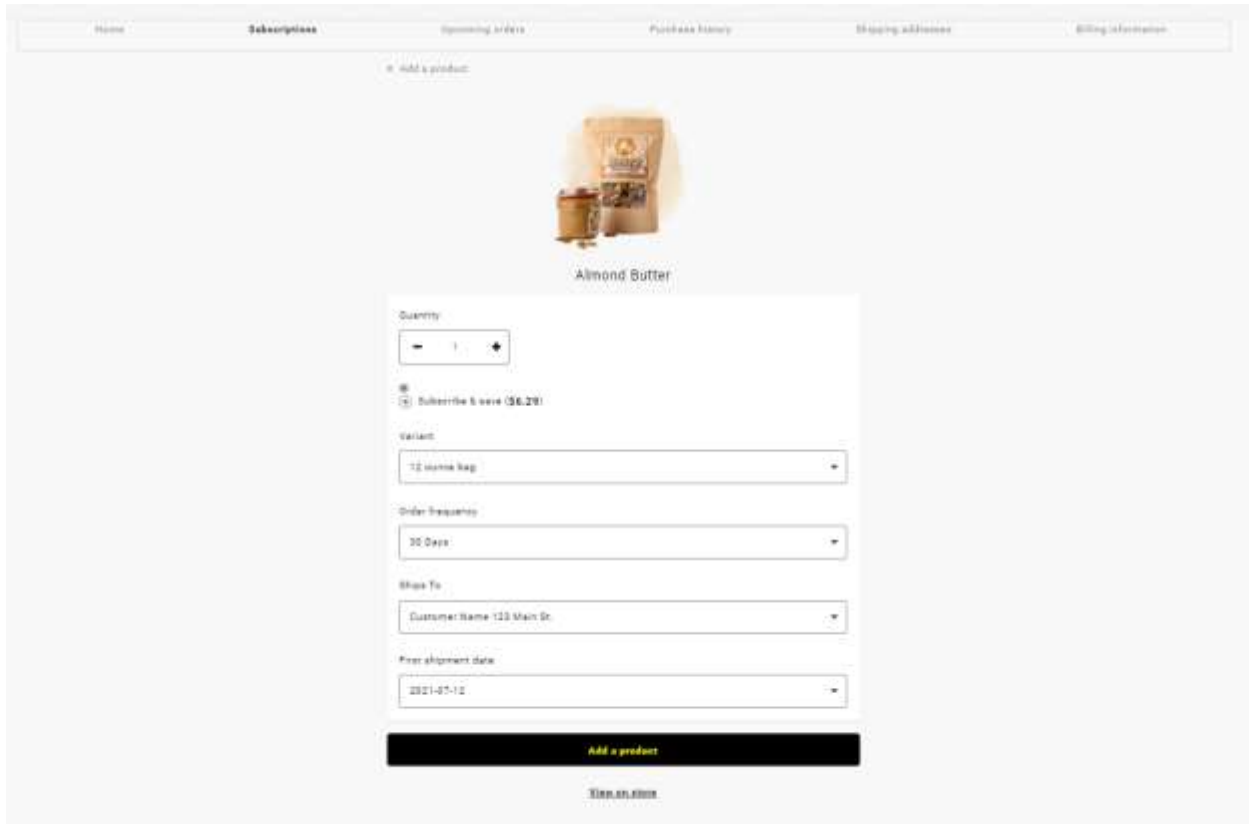 Home Subscriptions Upcoming orders Purchase history Shipping addresses Billing information
Add a product
Almond Butter
Quantity
1
Subscribe & save ($6.29)
Variant
12 ounce bag
Order frequency
30 Days
Ships To
Customer Name 123 Main St.
First shipment date
2021-07-12
Add a product
View on store